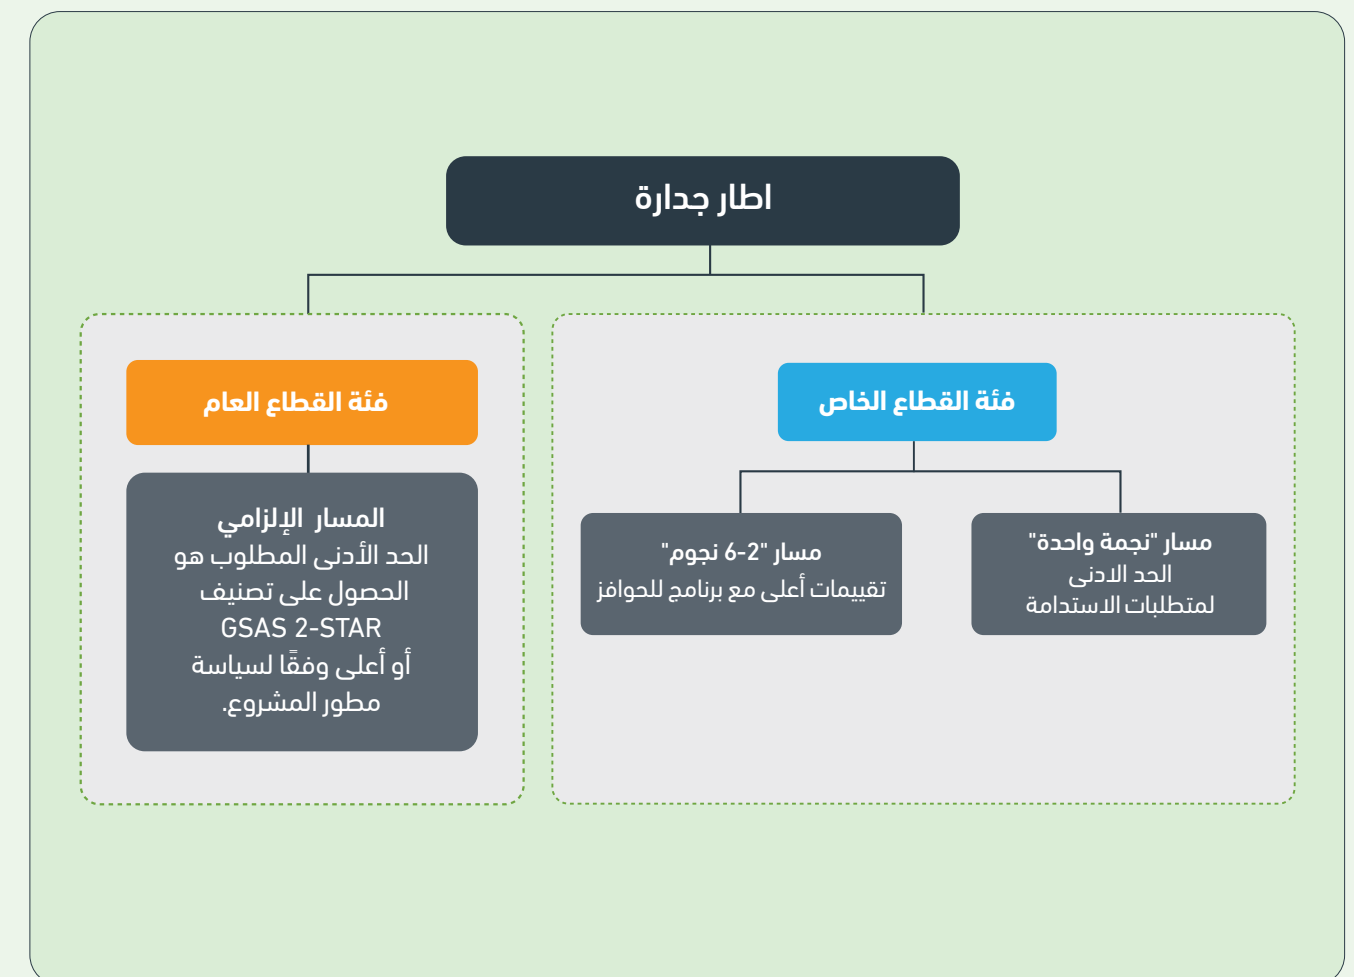 اطار جدارة
فئة القطاع الخاص
مسار "نجمة واحدة"
الحد الادنى
لمتطلبات الاستدامة
مسار "2-6 نجوم"
تقييمات أعلى مع برنامج للحوافز
فئة القطاع العام
المسار الإلزامي
الحد الأدنى المطلوب هو
الحصول على تصنيف
GSAS 2-STAR
أو أعلى وفقًا لسياسة
مطور المشروع.